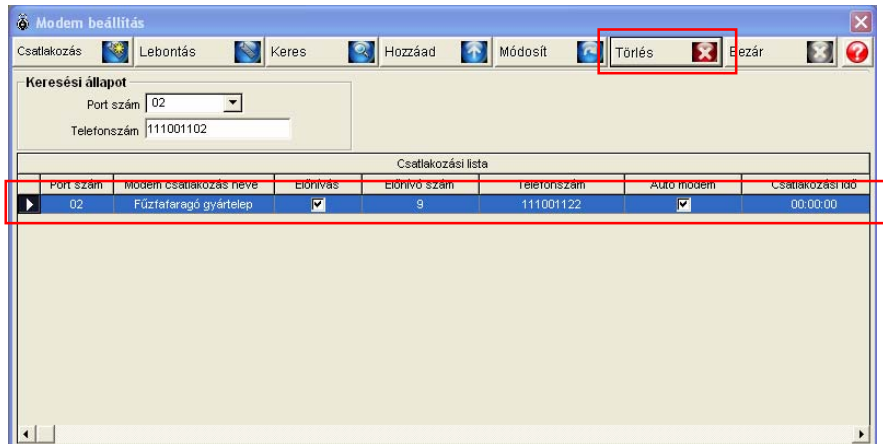 Modem beállítás
Csatlakozás Lebontás Keres Hozzáad Módosít Törlés Bezár
Keresési állapot
Port szám 02
Telefonszám 111001102
Csatlakozási lista
Port szám Modem csatlakozás neve Előhívás Előhívó szám Telefonszám Auto modem Csatlakozási idő
02 Fűzfafaragó gyártelep 9 111001122 00:00:00